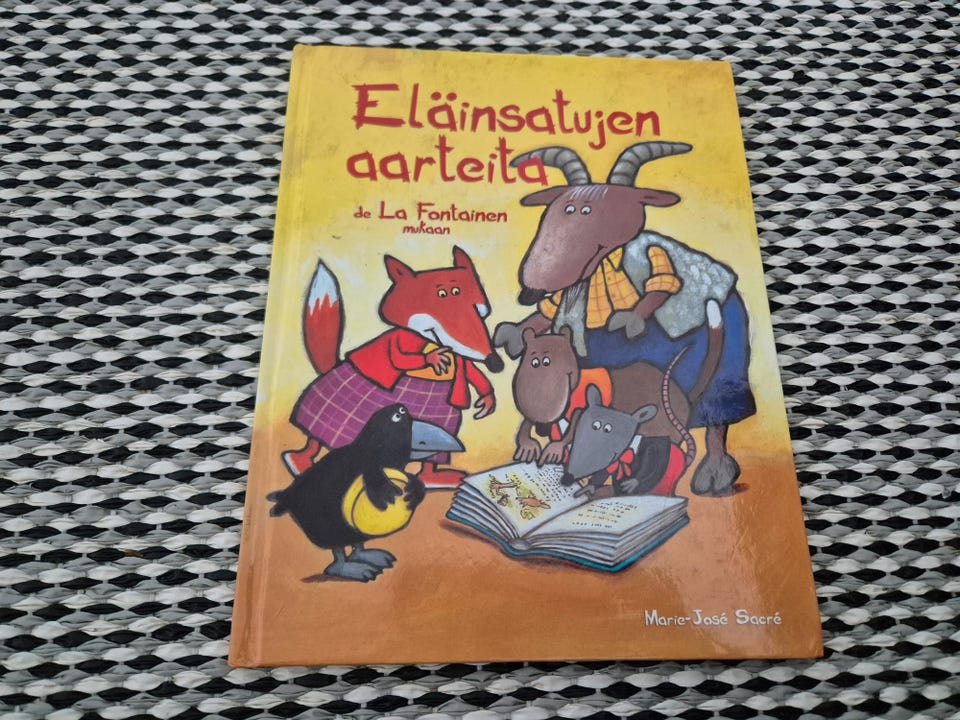 Eläinsatujen
aarteita
de La Fontainen
mukaan
Marie-José Sacré